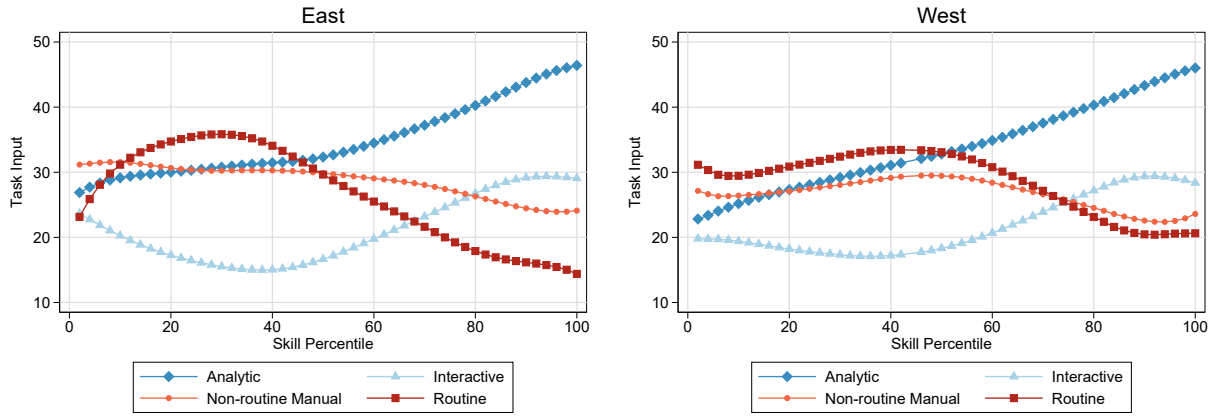 East
50
40
30
20
10
Task Input
0 20 40 60 80 100
Skill Percentile
Analytic Interactive
Non-routine Manual Routine
West
50
40
30
20
10
Task Input
0 20 40 60 80 100
Skill Percentile
Analytic Interactive
Non-routine Manual Routine